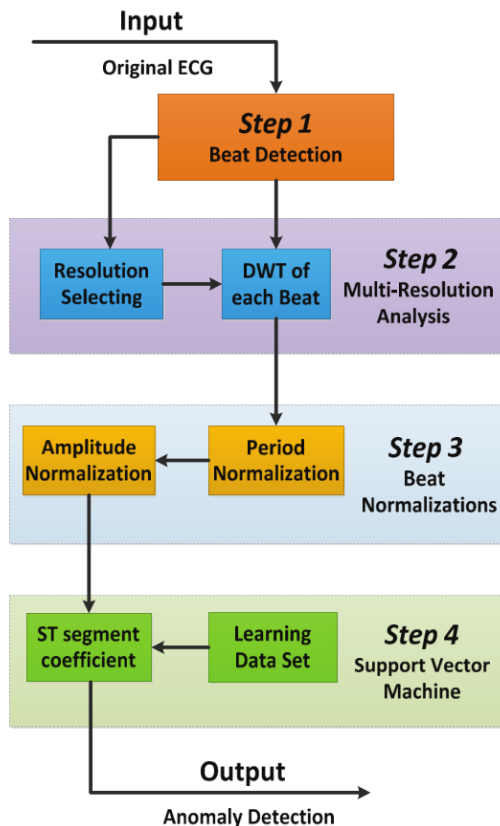 Input
Original ECG
Step 1
Beat Detection
Resolution
Selecting
DWT of
each Beat
Step 2
Multi-Resolution
Analysis
Amplitude
Normalization
Period
Normalization
Step 3
Beat
Normalizations
ST segment
coefficient
Learning
Data Set
Step 4
Support Vector
Machine
Output
Anomaly Detection